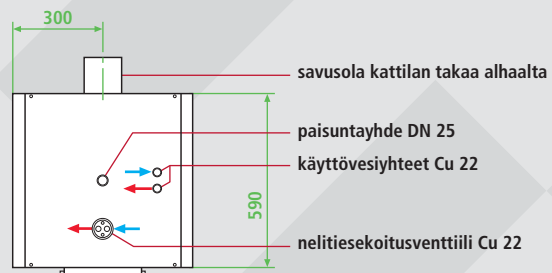 300
savusola kattilan takaa alhaalta
paisuntayhde DN 25
käyttövesiyhteet Cu 22
590
nelitiesekoitusventtiili Cu 22